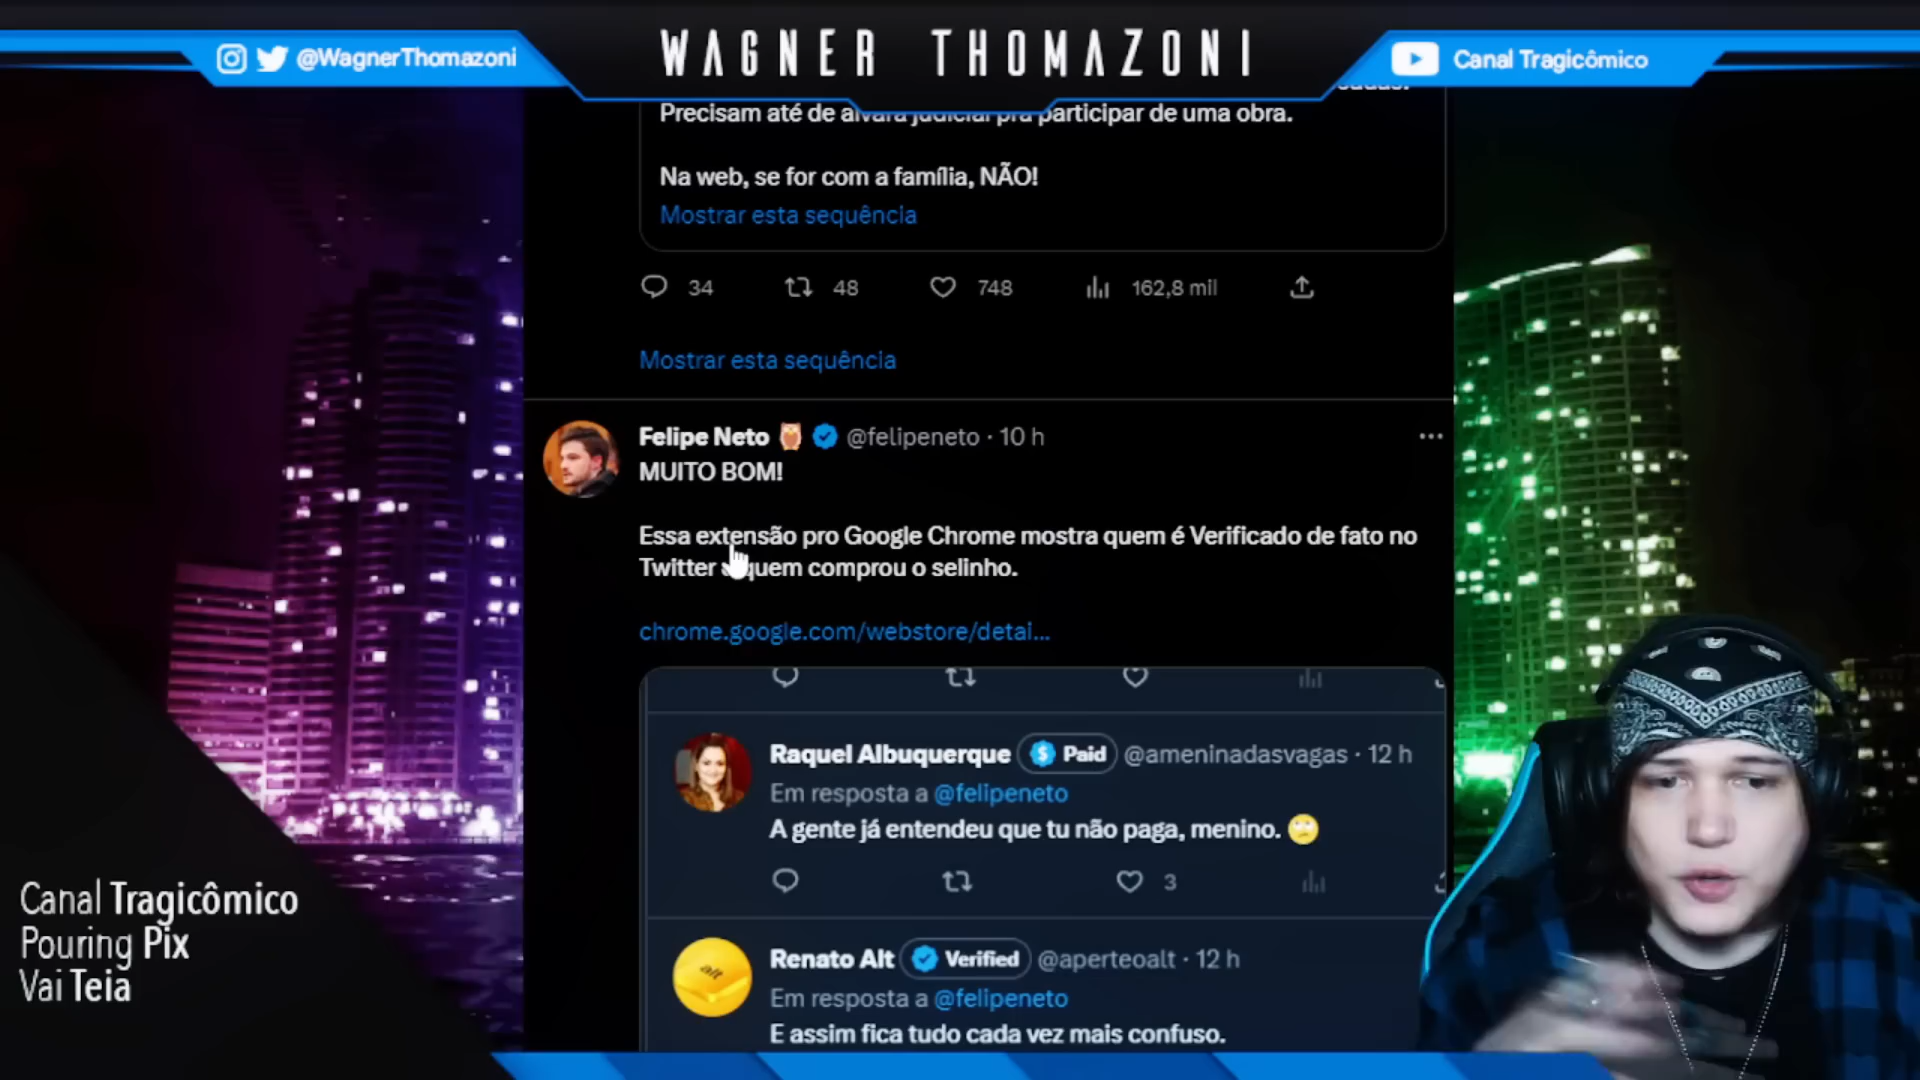 WAGNER THOMAZONI
@WagnerThomazoni
Canal Tragicômico
Precisam até de alvará judicial pra participar de uma obra.
Na web, se for com a família, NÃO!
Mostrar esta sequência
34 48 748 162,8 mil
Mostrar esta sequência
Felipe Neto 🦉 @felipeneto · 10 h
MUITO BOM!
Essa extensão pro Google Chrome mostra quem é Verificado de fato no
Twitter e quem comprou o selinho.
chrome.google.com/webstore/detai...
Raquel Albuquerque Paid @ameninadasvagas · 12 h
Em resposta a @felipeneto
A gente já entendeu que tu não paga, menino. 🙄
3
Renato Alt Verified @aperteoalt · 12 h
alt
Em resposta a @felipeneto
E assim fica tudo cada vez mais confuso.
Canal Tragicômico
Pouring Pix
Vai Teia